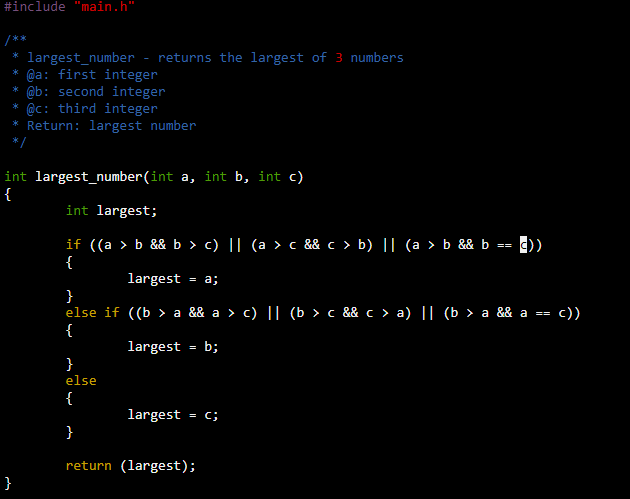 #include "main.h"

/**
 * largest_number - returns the largest of 3 numbers
 * @a: first integer
 * @b: second integer
 * @c: third integer
 * Return: largest number
 */

int largest_number(int a, int b, int c)
{
        int largest;

        if ((a > b && b > c) || (a > c && c > b) || (a > b && b == c))
        {
                largest = a;
        }
        else if ((b > a && a > c) || (b > c && c > a) || (b > a && a == c))
        {
                largest = b;
        }
        else
        {
                largest = c;
        }

        return (largest);
}